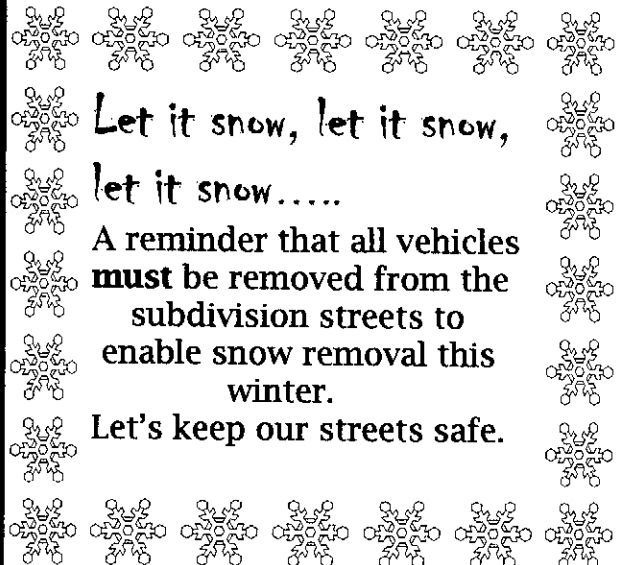 Let it snow, let it snow,
let it snow.....
A reminder that all vehicles
must be removed from the
subdivision streets to
enable snow removal this
winter.
Let's keep our streets safe.